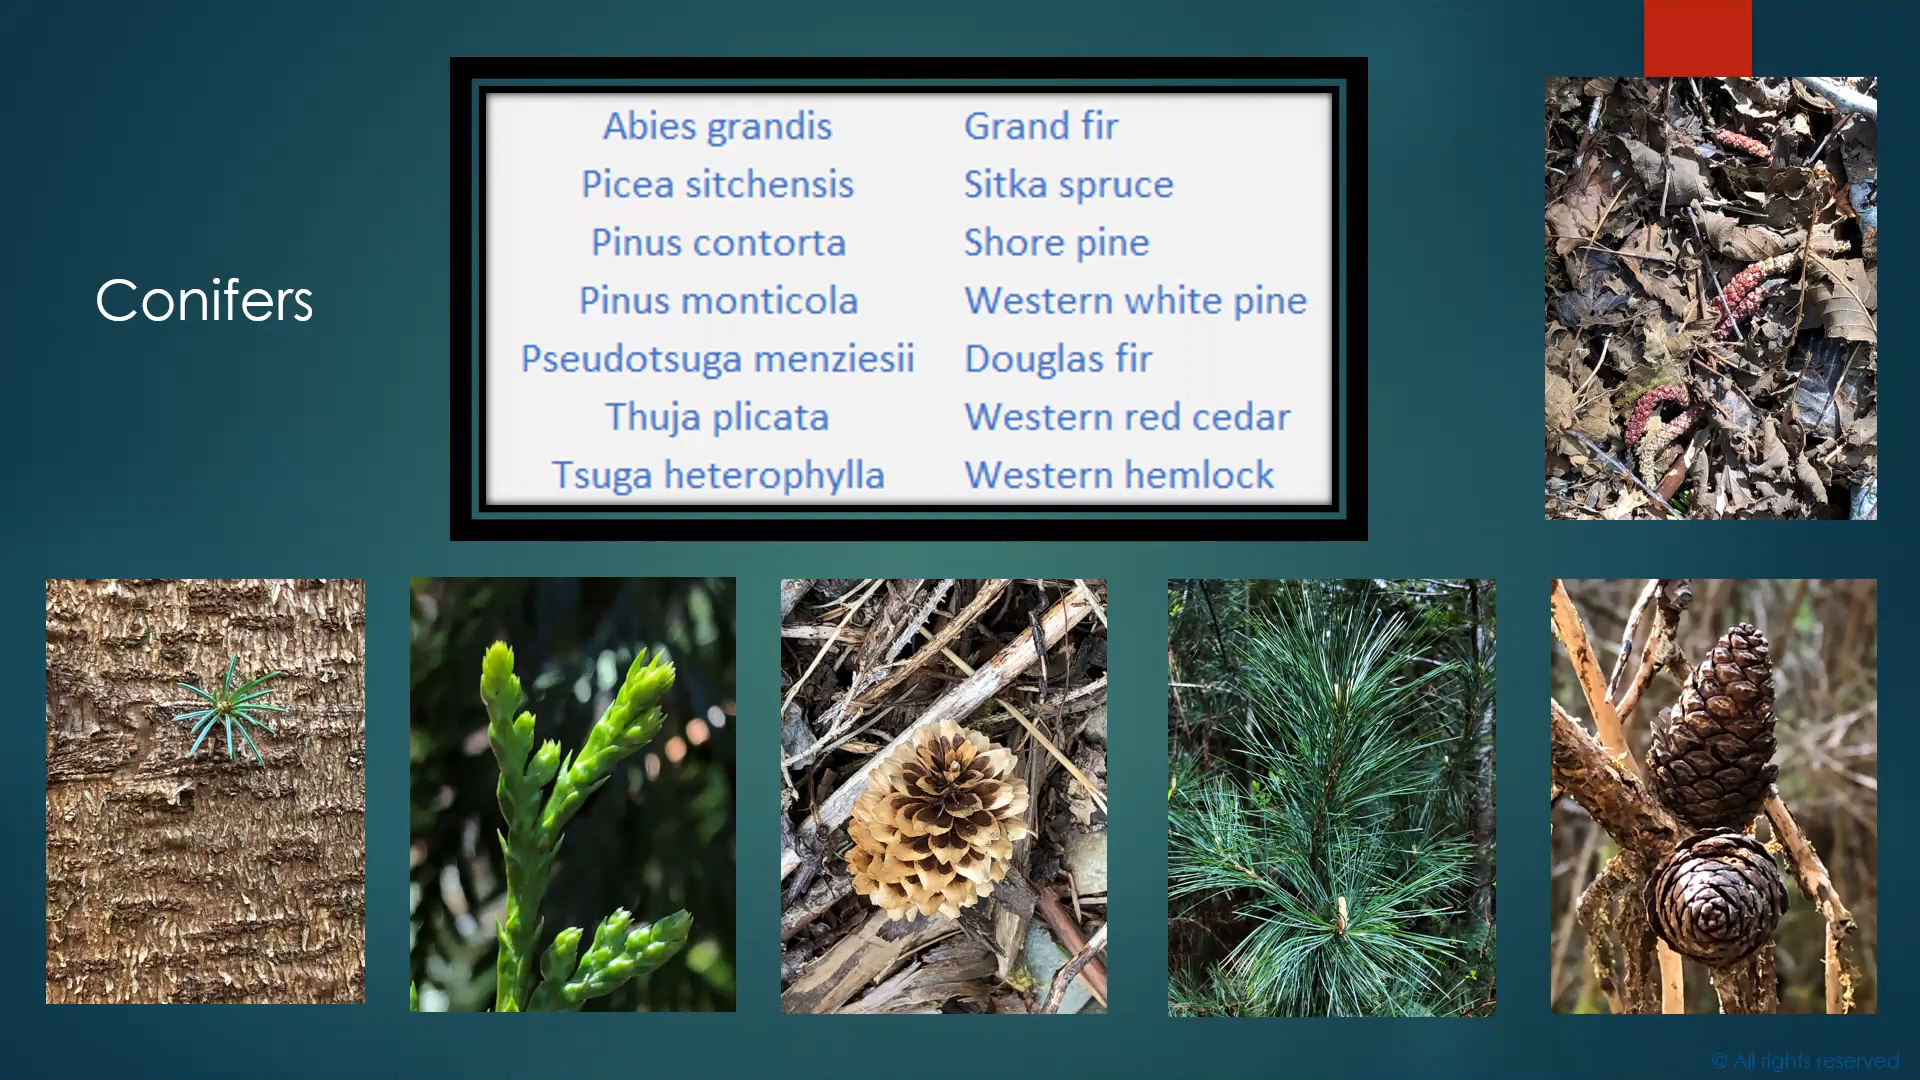 Conifers
Abies grandis Grand fir
Picea sitchensis Sitka spruce
Pinus contorta Shore pine
Pinus monticola Western white pine
Pseudotsuga menziesii Douglas fir
Thuja plicata Western red cedar
Tsuga heterophylla Western hemlock
© All rights reserved